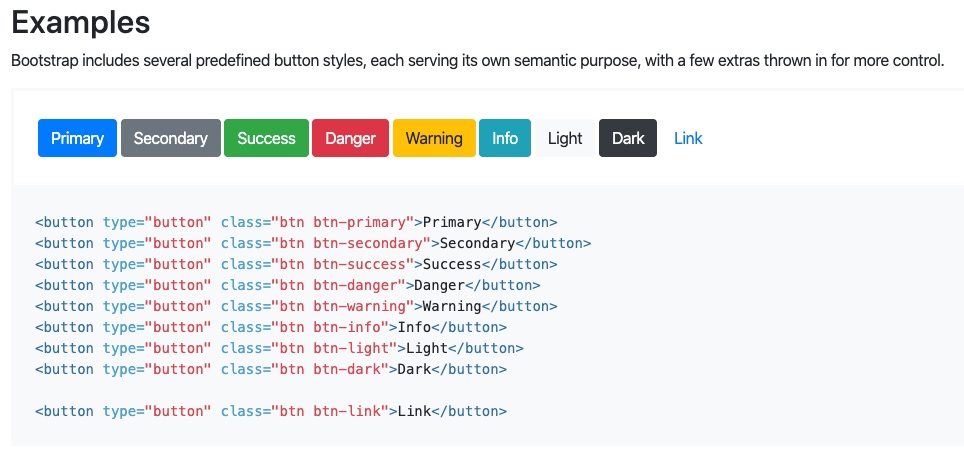 Examples
Bootstrap includes several predefined button styles, each serving its own semantic purpose, with a few extras thrown in for more control.
Primary Secondary Success Danger Warning Info Light Dark Link
<button type="button" class="btn btn-primary">Primary</button>
<button type="button" class="btn btn-secondary">Secondary</button>
<button type="button" class="btn btn-success">Success</button>
<button type="button" class="btn btn-danger">Danger</button>
<button type="button" class="btn btn-warning">Warning</button>
<button type="button" class="btn btn-info">Info</button>
<button type="button" class="btn btn-light">Light</button>
<button type="button" class="btn btn-dark">Dark</button>
<button type="button" class="btn btn-link">Link</button>